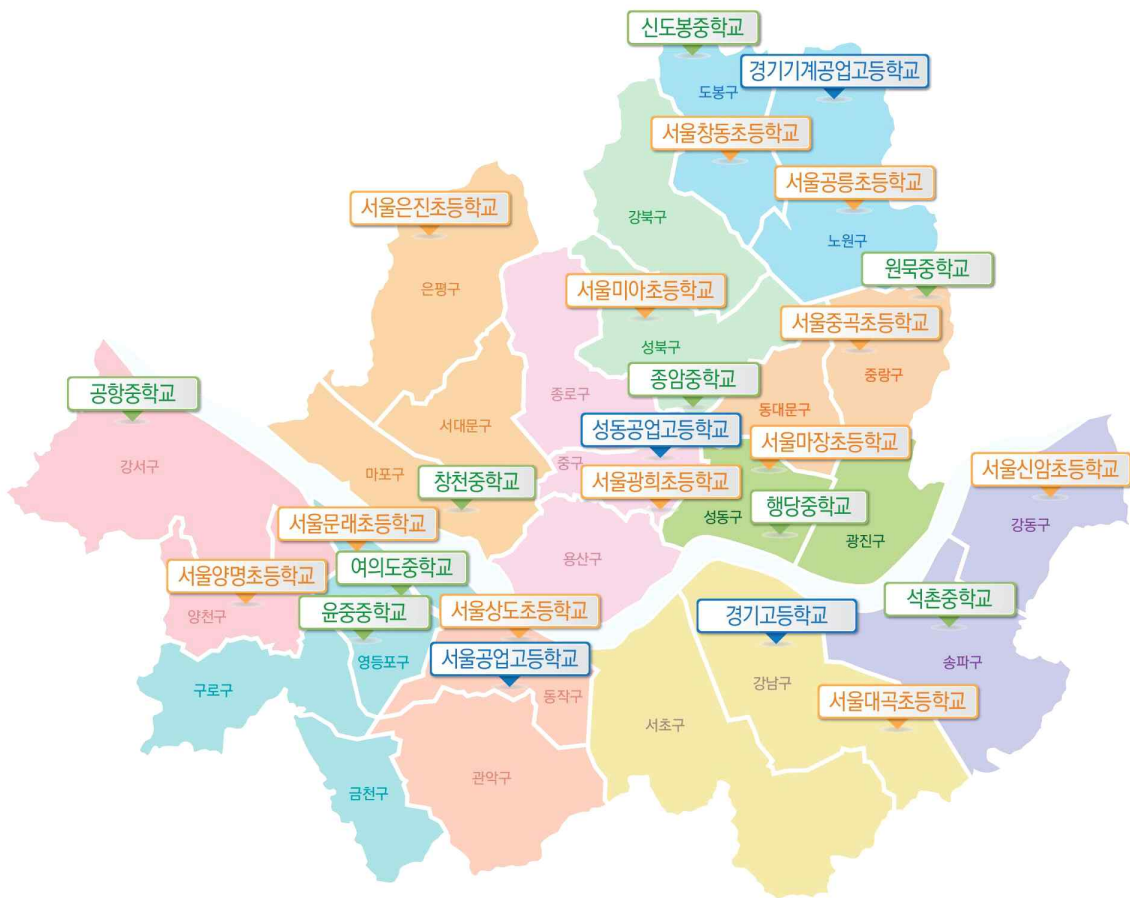 신도봉중학교
경기기계공업고등학교
도봉구
서울창동초등학교
서울공릉초등학교
서울은진초등학교
강북구
노원구
원묵중학교
은평구
서울미아초등학교
서울중곡초등학교
성북구
중랑구
종암중학교
공항중학교
종로구
동대문구
서대문구
성동공업고등학교
서울마장초등학교
강서구
마포구
중구
서울신암초등학교
창천중학교
서울광희초등학교
행당중학교
성동구
강동구
서울문래초등학교
광진구
용산구
여의도중학교
서울양명초등학교
석촌중학교
윤중중학교
서울상도초등학교
경기고등학교
양천구
영등포구
서울공업고등학교
송파구
강남구
구로구
동작구
서울대곡초등학교
서초구
관악구
금천구